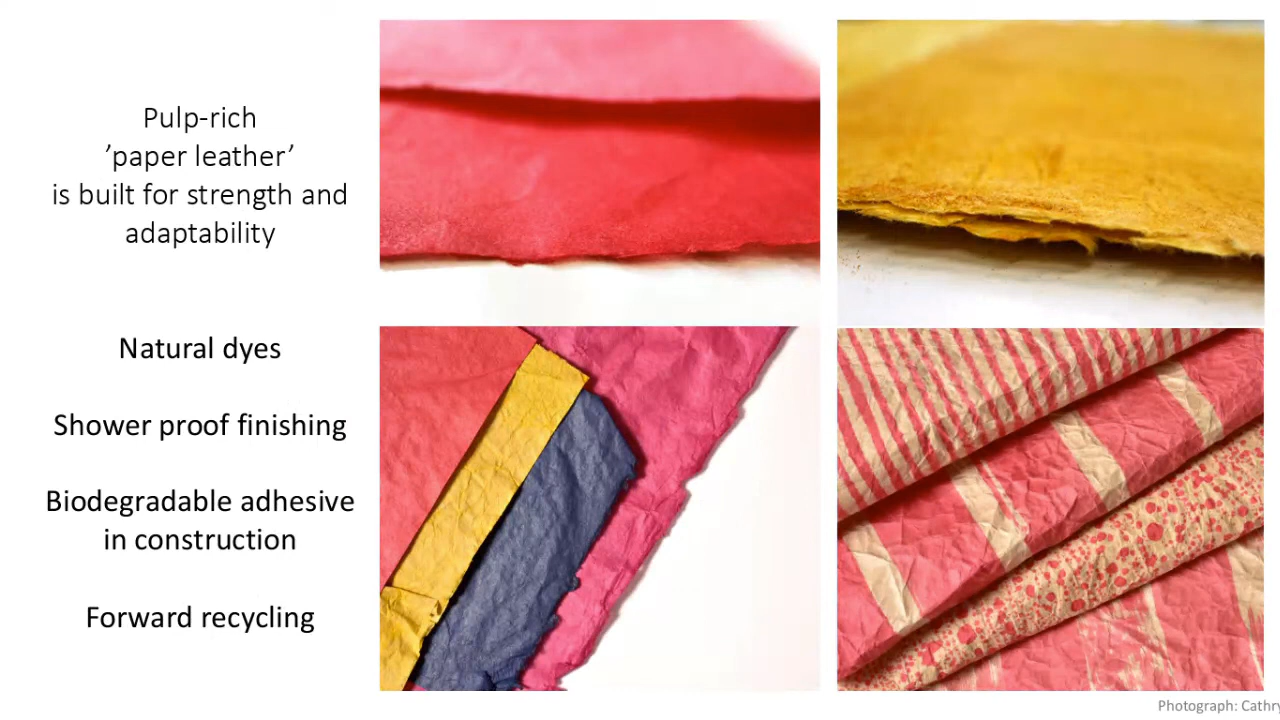 Pulp-rich
’paper leather’
is built for strength and
adaptability
Natural dyes
Shower proof finishing
Biodegradable adhesive
in construction
Forward recycling
Photograph: Cathry